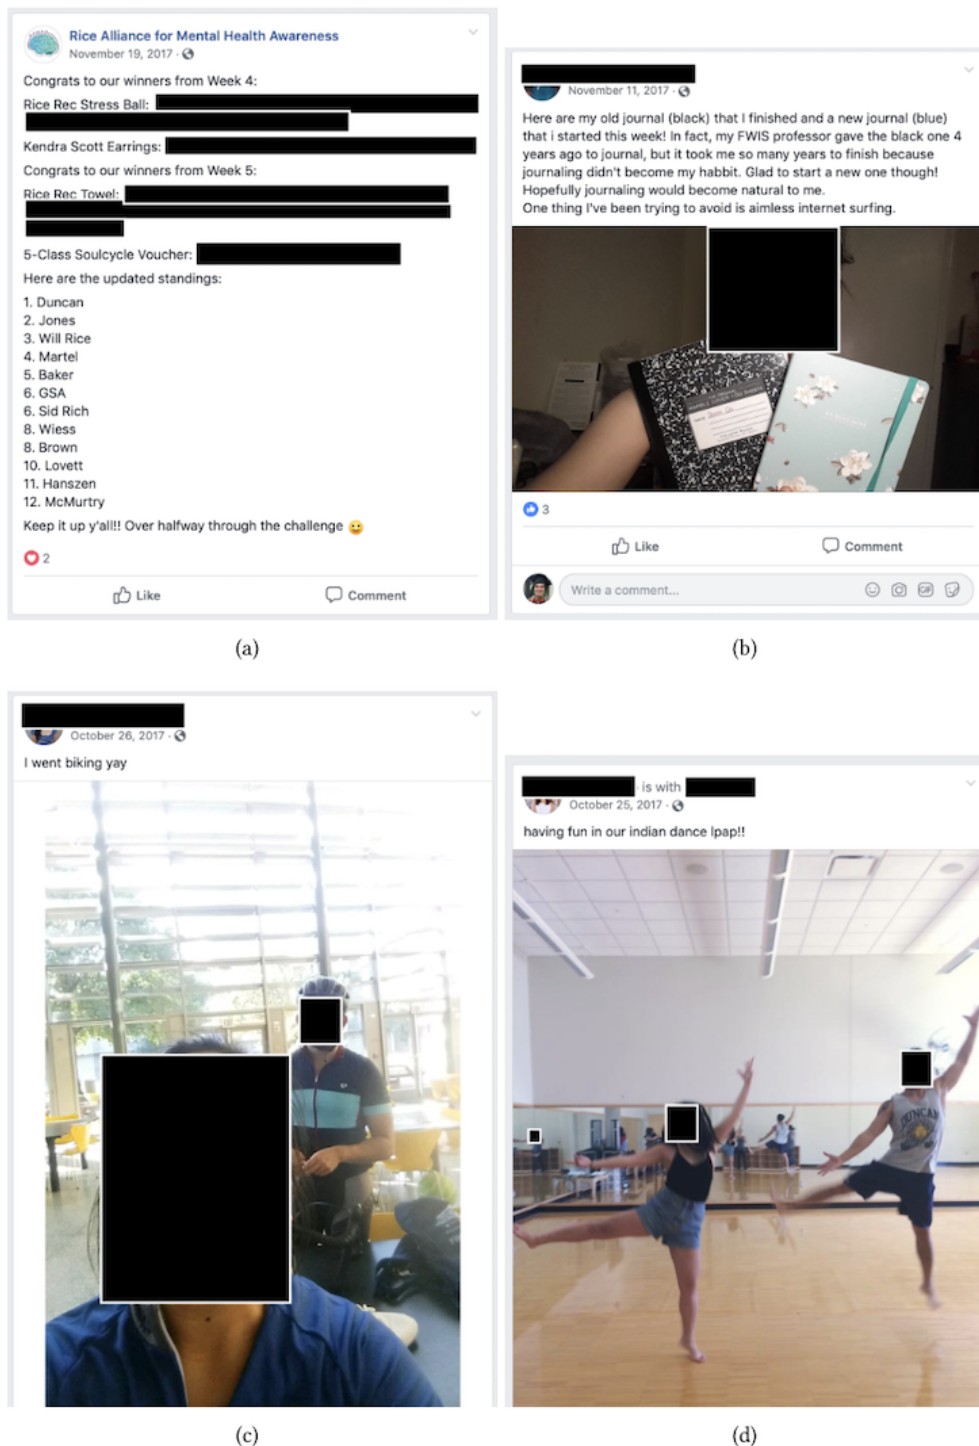 Rice Alliance for Mental Health Awareness
November 19, 2017
Congrats to our winners from Week 4:
Rice Rec Stress Ball:
Kendra Scott Earrings:
Congrats to our winners from Week 5:
Rice Rec Towel:
5-Class Soulcycle Voucher:
Here are the updated standings:
1. Duncan
2. Jones
3. Will Rice
4. Martel
5. Baker
6. GSA
6. Sid Rich
8. Wiess
8. Brown
10. Lovett
11. Hanszen
12. McMurtry
Keep it up y'all!! Over halfway through the challenge
2
Like
Comment
(a)
November 11, 2017
Here are my old journal (black) that I finished and a new journal (blue)
that i started this week! In fact, my FWIS professor gave the black one 4
years ago to journal, but it took me so many years to finish because
journaling didn't become my habbit. Glad to start a new one though!
Hopefully journaling would become natural to me.
One thing I've been trying to avoid is aimless internet surfing.
3
Like
Comment
Write a comment...
GIF
(b)
October 26, 2017
I went biking yay
(c)
is with
October 25, 2017
having fun in our indian dance lpap!!
DUNCAN
(d)